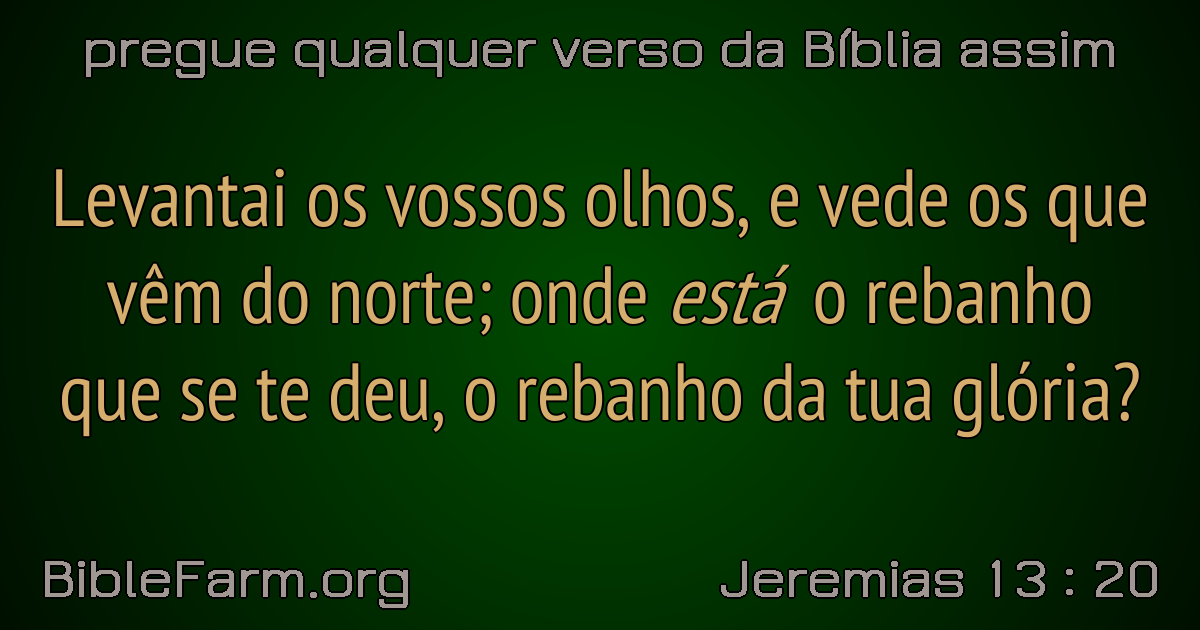 pregue qualquer verso da Bíblia assim
Levantai os vossos olhos, e vede os que
vêm do norte; onde está o rebanho
que se te deu, o rebanho da tua glória?
BibleFarm.org
Jeremias 13 : 20